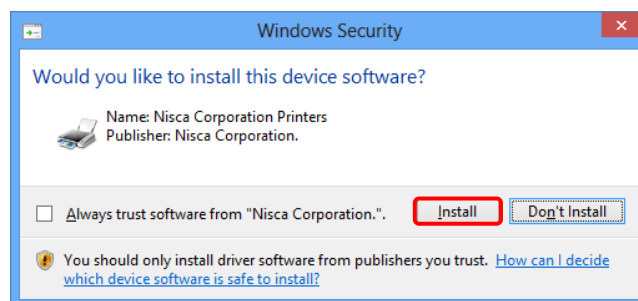 Windows Security
Would you like to install this device software?
Name: Nisca Corporation Printers
Publisher: Nisca Corporation.
Always trust software from "Nisca Corporation.". Install Don't Install
You should only install driver software from publishers you trust. How can I decide
which device software is safe to install?